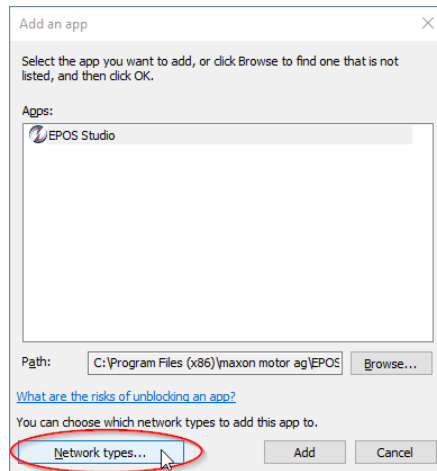 Add an app
Select the app you want to add, or click Browse to find one that is not
listed, and then click OK.
Apps:
EPOS Studio
Path:
C:\Program Files (x86)\maxon motor ag\EPOS
Browse...
What are the risks of unblocking an app?
You can choose which network types to add this app to.
Network types...
Add
Cancel